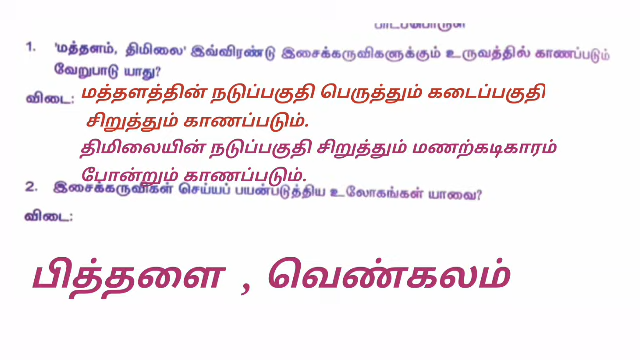 1. 'மத்தளம், திமிலை' இவ்விரண்டு இசைக்கருவிகளுக்கும் உருவத்தில் காணப்படும்
வேறுபாடு யாது?
விடை: மத்தளத்தின் நடுப்பகுதி பெருத்தும் கடைப்பகுதி
சிறுத்தும் காணப்படும்.
திமிலையின் நடுப்பகுதி சிறுத்தும் மணற்கடிகாரம்
போன்றும் காணப்படும்.
2. இசைக்கருவிகள் செய்யப் பயன்படுத்திய உலோகங்கள் யாவை?
விடை:
பித்தளை , வெண்கலம்